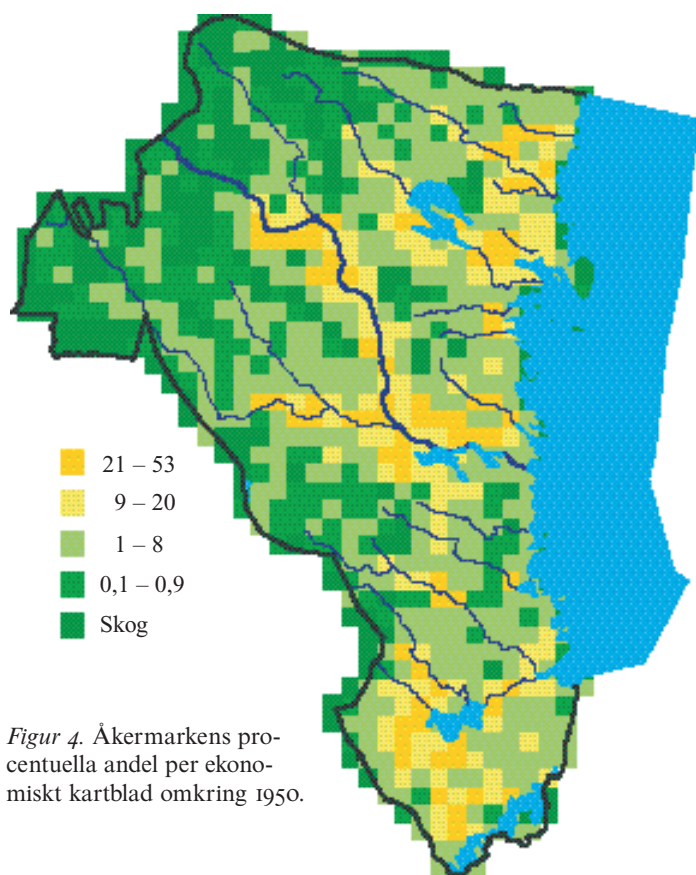 21 – 53
9 – 20
1 – 8
0,1 – 0,9
Skog
Figur 4. Åkermarkens pro-
centuella andel per ekono-
miskt kartblad omkring 1950.